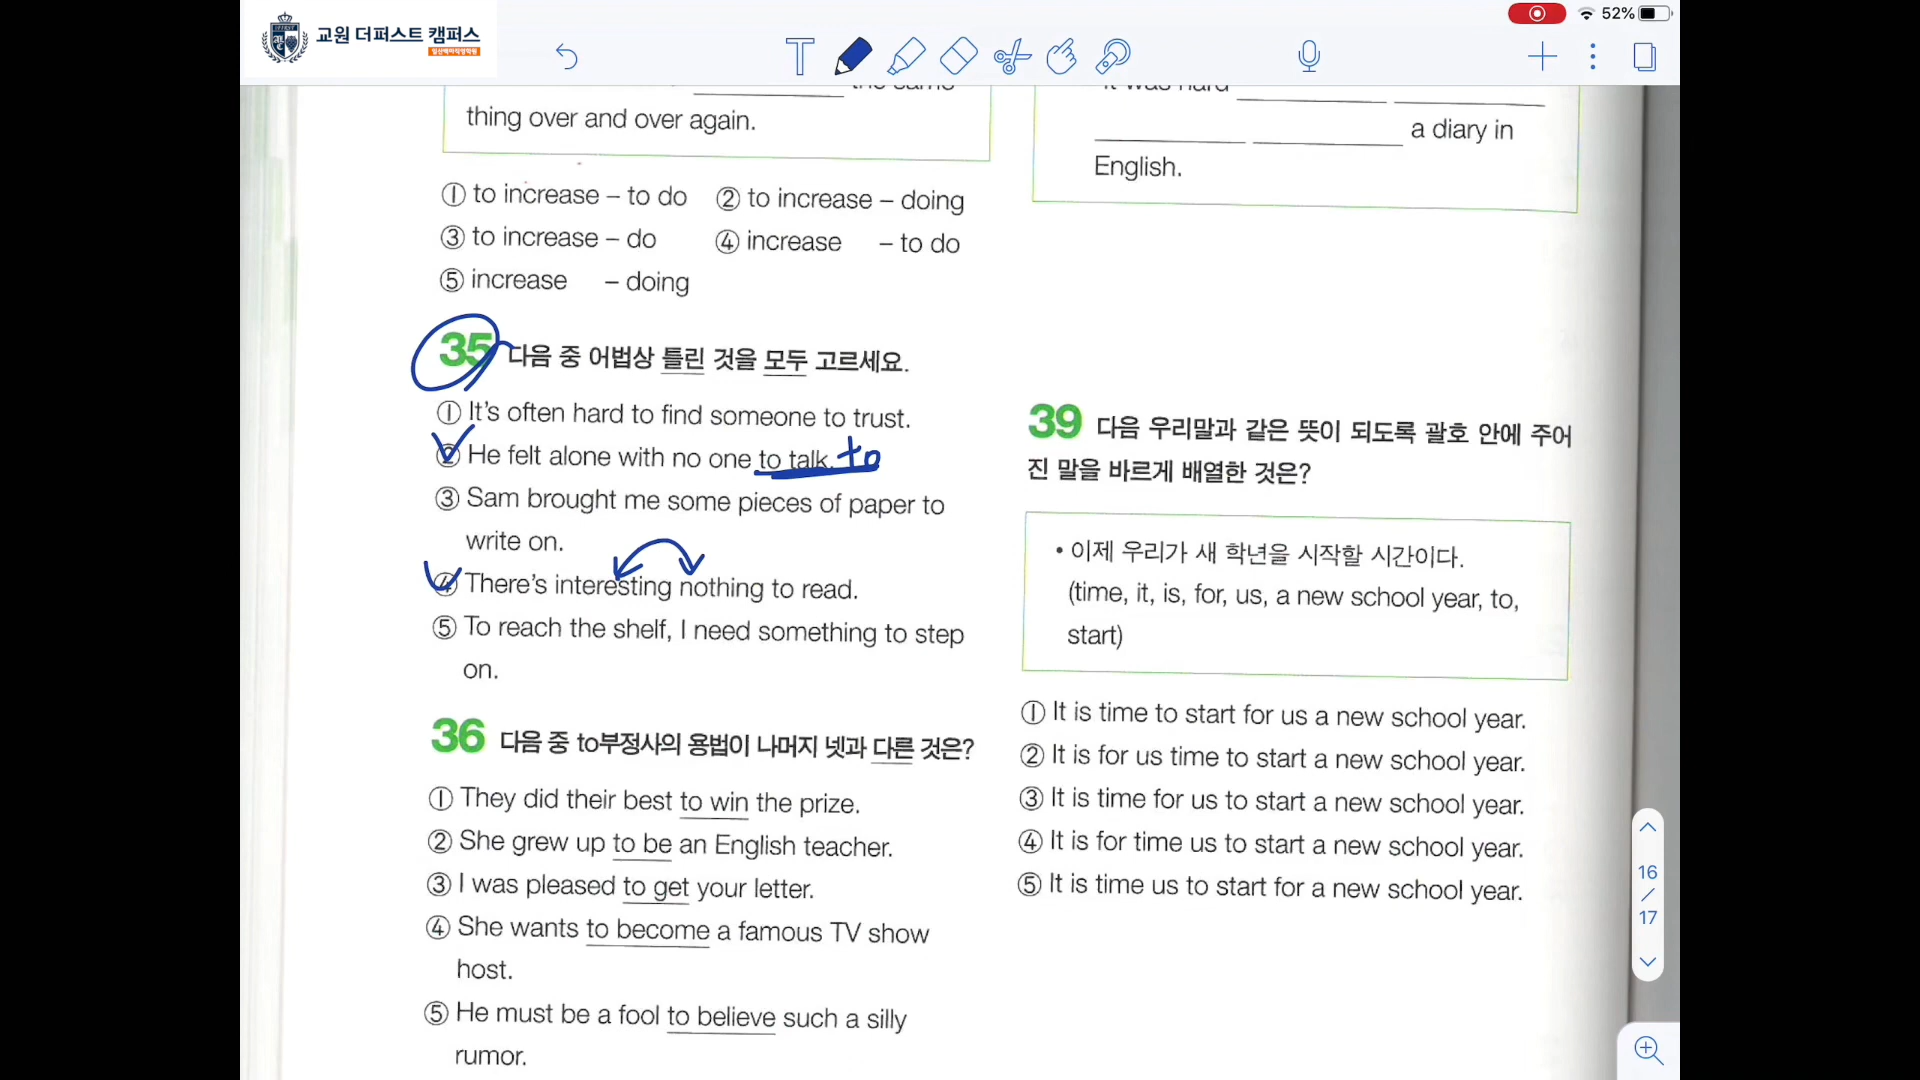 교원 더퍼스트 캠퍼스
52%
the same
thing over and over again.
① to increase – to do ② to increase – doing
③ to increase – do ④ increase – to do
⑤ increase – doing
35 다음 중 어법상 틀린 것을 모두 고르세요.
① It's often hard to find someone to trust.
② He felt alone with no one to talk. to
③ Sam brought me some pieces of paper to
write on.
④ There's interesting nothing to read.
⑤ To reach the shelf, I need something to step
on.
36 다음 중 to부정사의 용법이 나머지 넷과 다른 것은?
① They did their best to win the prize.
② She grew up to be an English teacher.
③ I was pleased to get your letter.
④ She wants to become a famous TV show
host.
⑤ He must be a fool to believe such a silly
rumor.
It was hard
a diary in
English.
39 다음 우리말과 같은 뜻이 되도록 괄호 안에 주어
진 말을 바르게 배열한 것은?
• 이제 우리가 새 학년을 시작할 시간이다.
(time, it, is, for, us, a new school year, to,
start)
① It is time to start for us a new school year.
② It is for us time to start a new school year.
③ It is time for us to start a new school year.
④ It is for time us to start a new school year.
⑤ It is time us to start for a new school year.
16
/
17